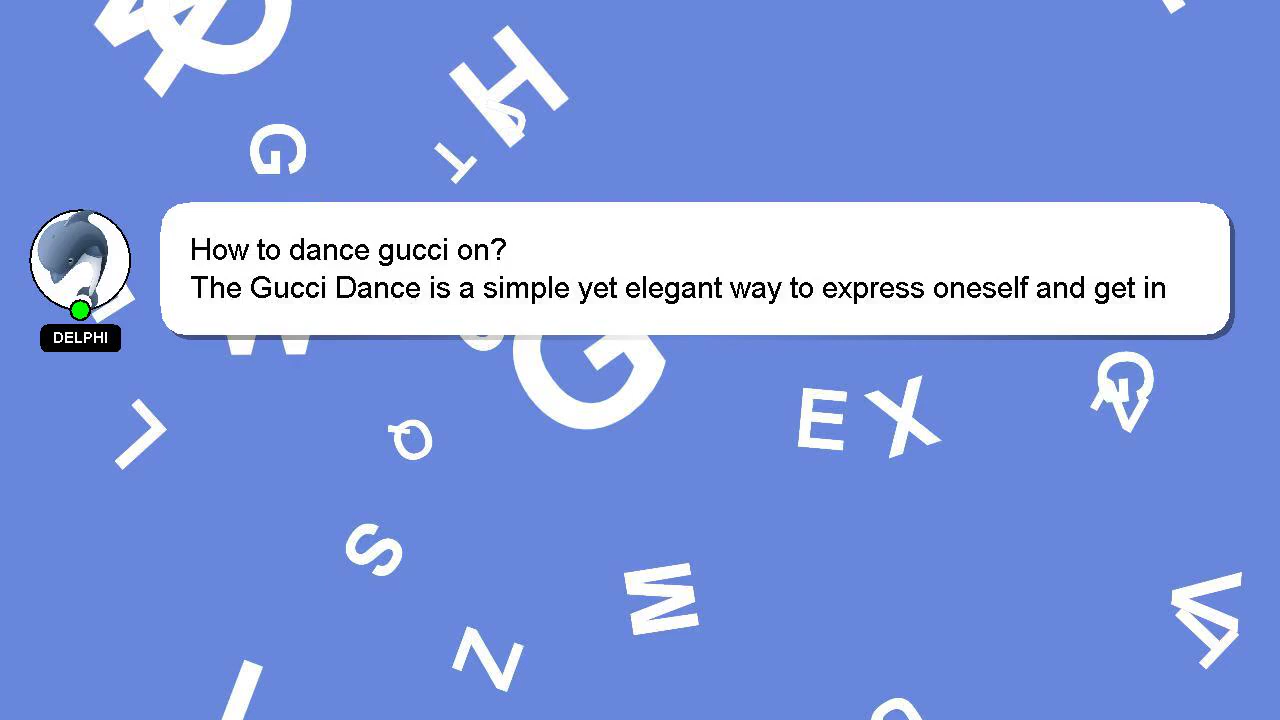 How to dance gucci on?
The Gucci Dance is a simple yet elegant way to express oneself and get in
DELPHI
H
G
T
W
G
E X
G
L
Q
S
M
Z